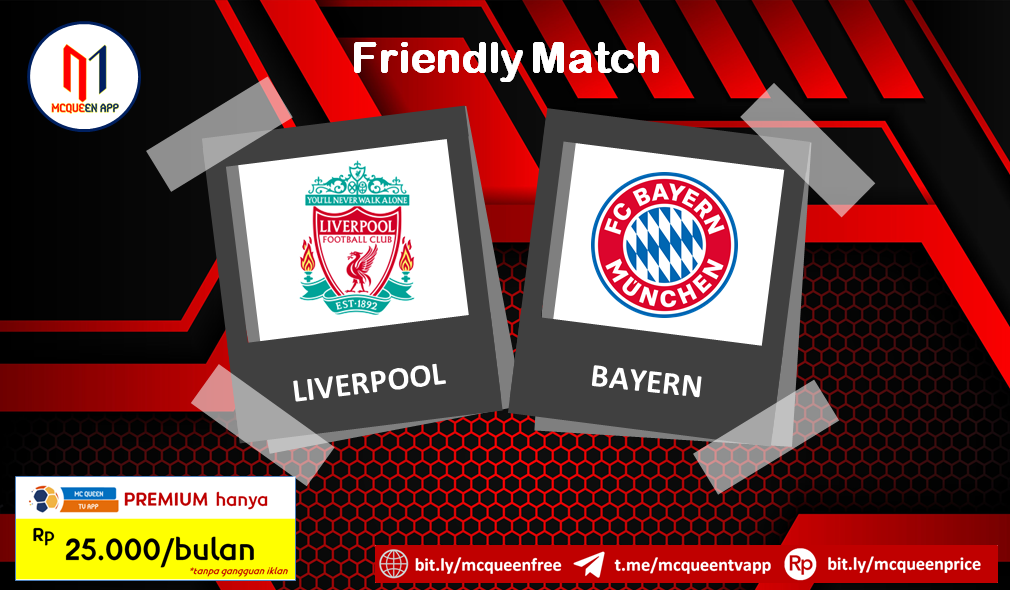 Friendly Match
MCQUEEN APP
YOU'LL NEVER WALK ALONE
LIVERPOOL
FOOTBALL CLUB
EST·1892
LIVERPOOL
FC BAYERN
MÜNCHEN
BAYERN
MC QUEEN
TV APP
PREMIUM hanya
Rp 25.000/bulan
*tanpa gangguan iklan
bit.ly/mcqueenfree
t.me/mcqueentvapp
Rp
bit.ly/mcqueenprice